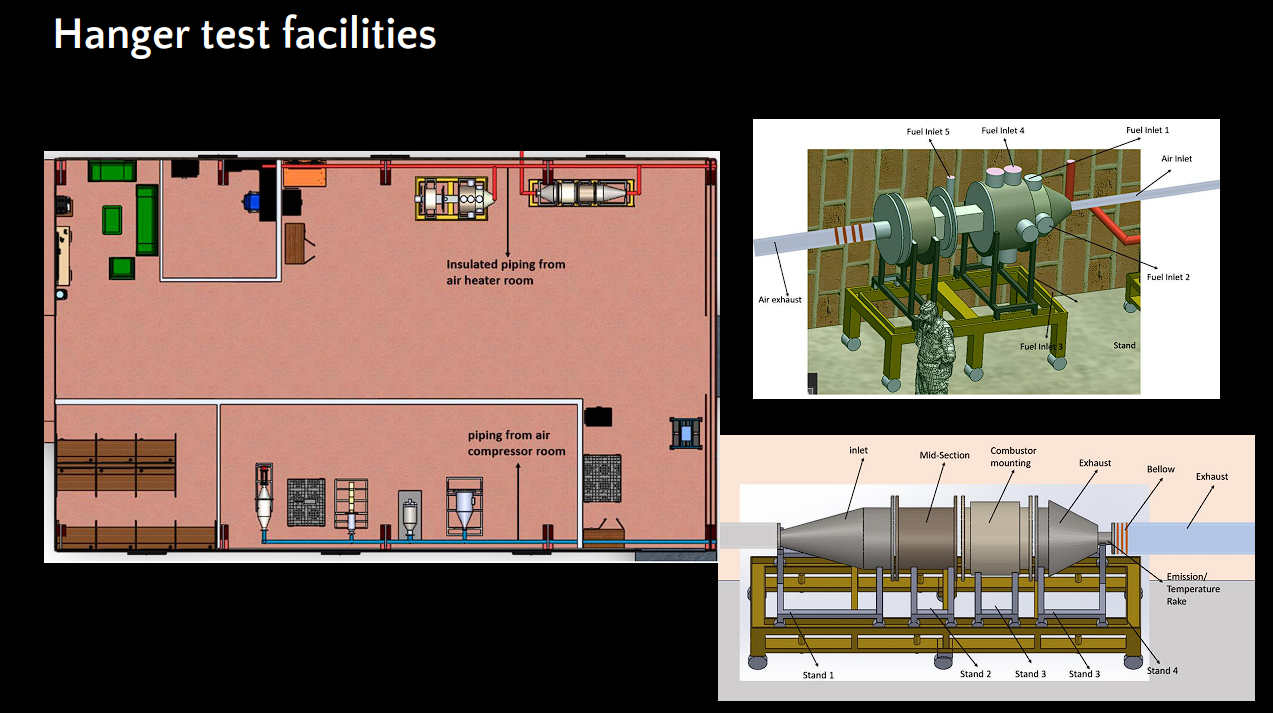 Hanger test facilities
Insulated piping from
air heater room
piping from air
compressor room
Fuel Inlet 5
Fuel Inlet 4
Fuel Inlet 1
Air Inlet
Fuel Inlet 2
Air exhaust
Fuel Inlet 3
Stand
inlet
Mid-Section
Combustor
mounting
Exhaust
Bellow
Exhaust
Emission/
Temperature
Rake
Stand 1
Stand 2
Stand 3
Stand 3
Stand 4